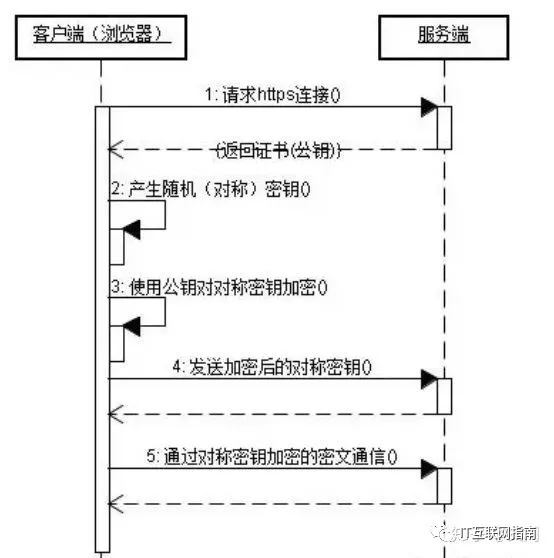 客户端（浏览器）
服务端
1: 请求https连接()
(返回证书(公钥))
2: 产生随机（对称）密钥()
3: 使用公钥对对称密钥加密()
4: 发送加密后的对称密钥()
5: 通过对称密钥加密的密文通信()
IT互联网指南